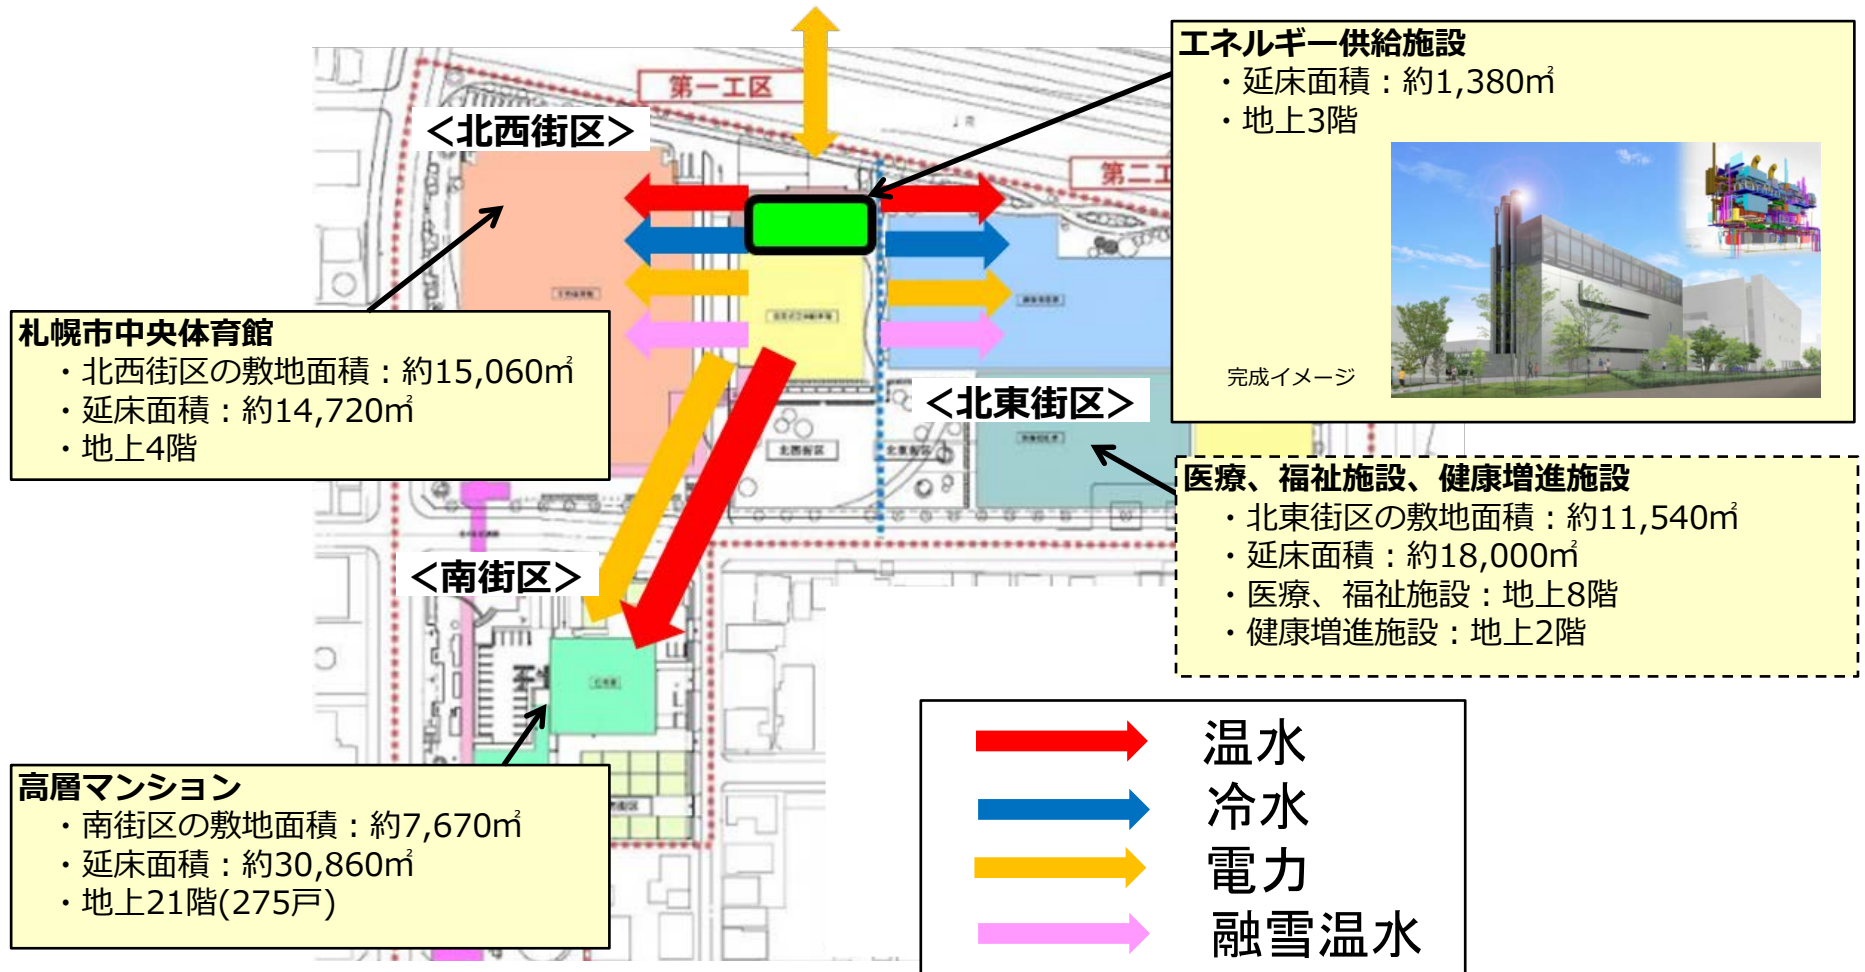 エネルギー供給施設
・延床面積：約1,380㎡
・地上3階
完成イメージ
第一工区
第二工
＜北西街区＞
札幌市中央体育館
・北西街区の敷地面積：約15,060㎡
・延床面積：約14,720㎡
・地上4階
＜北東街区＞
北西街区
北東街区
医療、福祉施設、健康増進施設
・北東街区の敷地面積：約11,540㎡
・延床面積：約18,000㎡
・医療、福祉施設：地上8階
・健康増進施設：地上2階
＜南街区＞
高層マンション
・南街区の敷地面積：約7,670㎡
・延床面積：約30,860㎡
・地上21階(275戸)
温水
冷水
電力
融雪温水